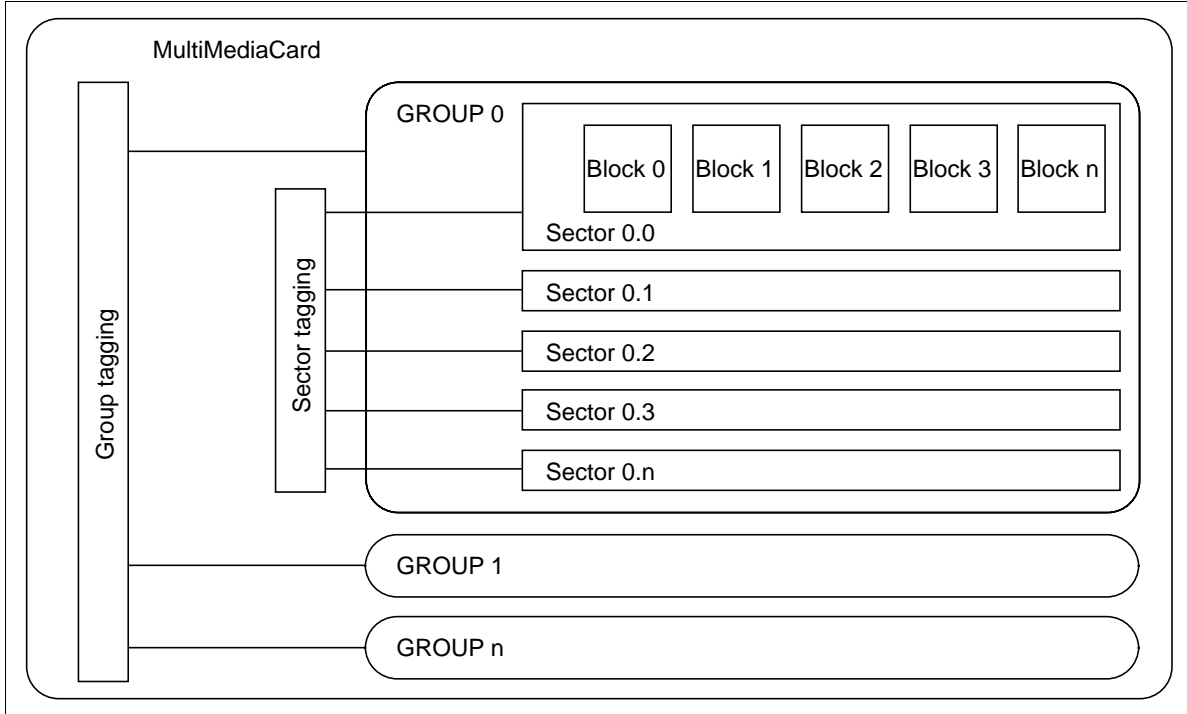 MultiMediaCard
GROUP 0
Block 0 Block 1 Block 2 Block 3 Block n
Sector 0.0
Sector 0.1
Sector 0.2
Sector 0.3
Sector 0.n
Sector tagging
Group tagging
GROUP 1
GROUP n